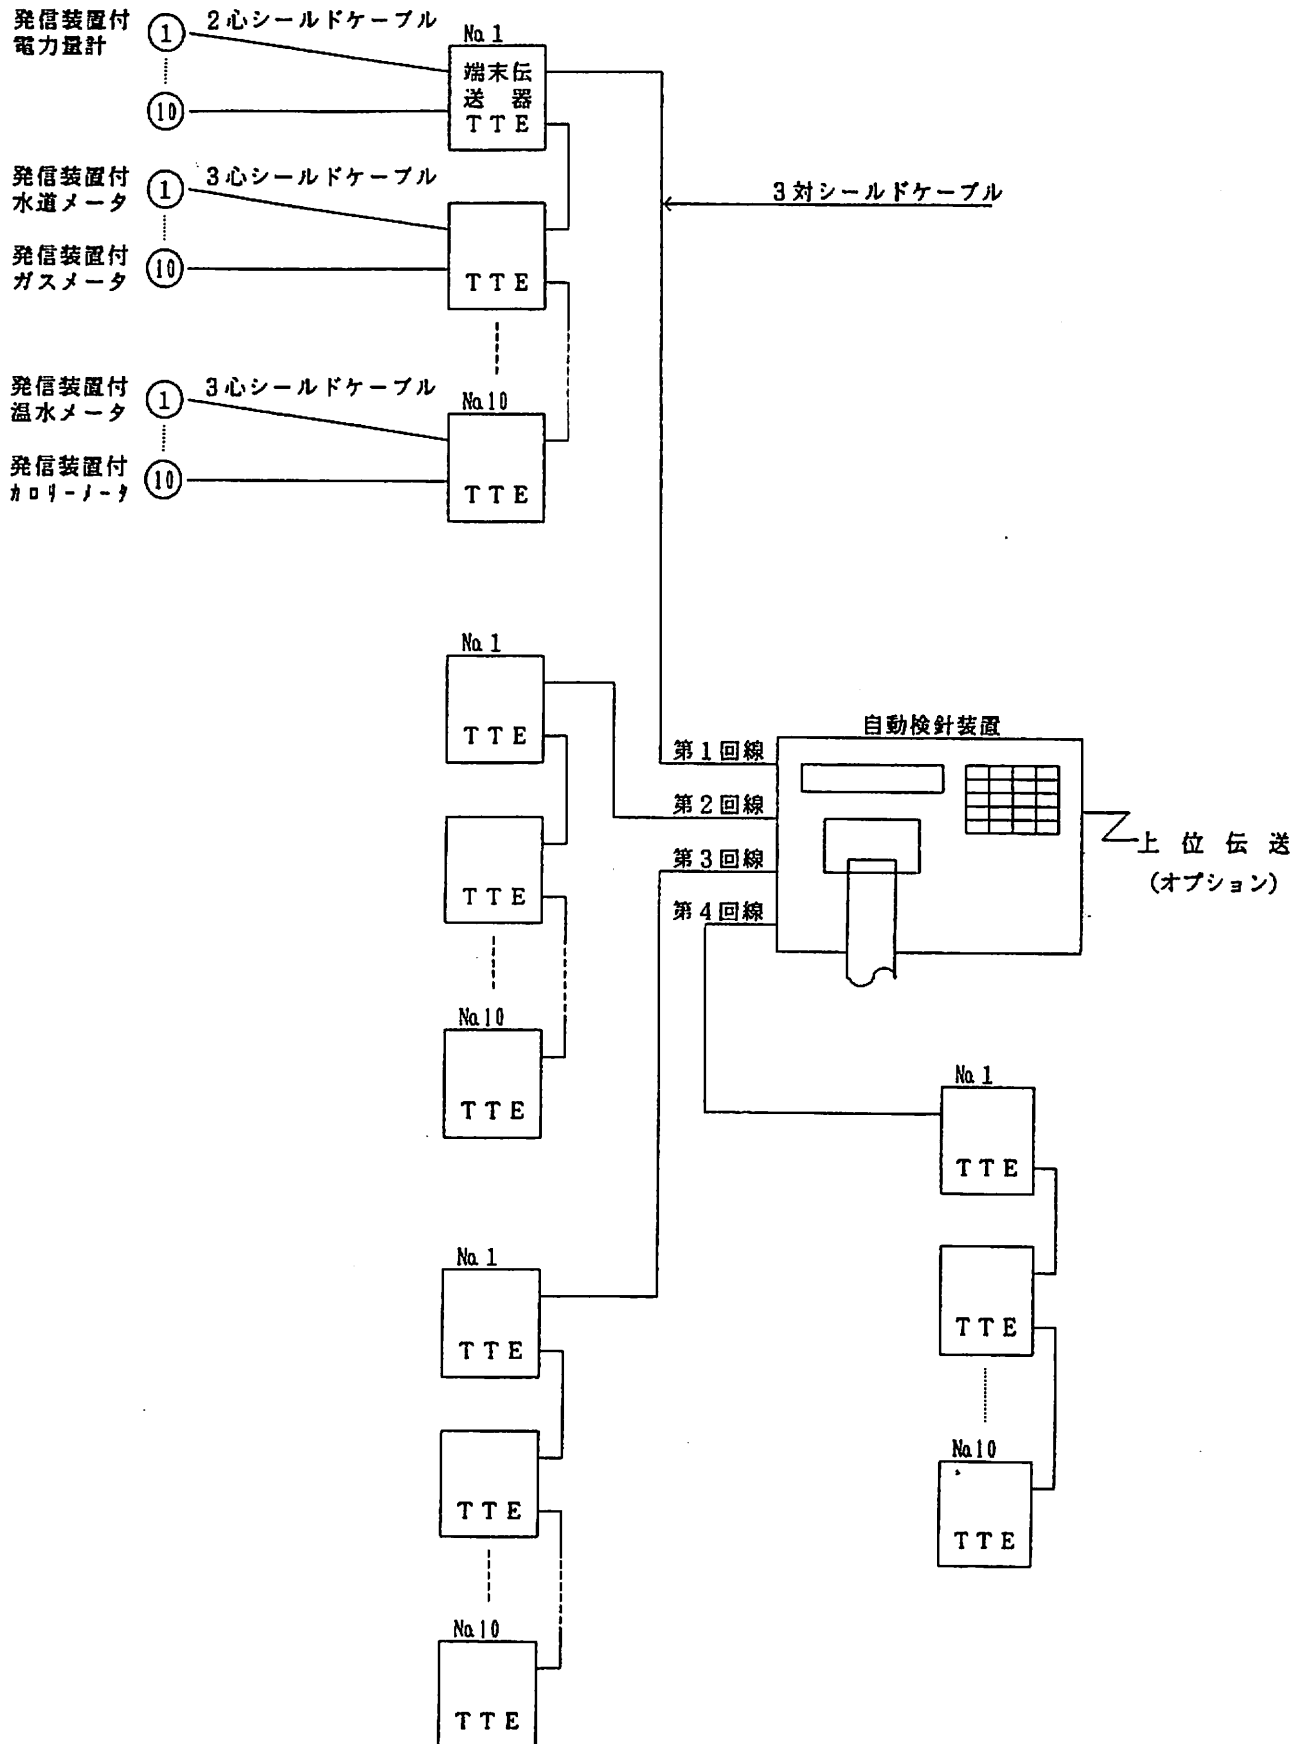 発信装置付
電力量計
①
⑩
2心シールドケーブル
No.1
端末伝
送 器
TTE
発信装置付
水道メータ
①
3心シールドケーブル
発信装置付
ガスメータ
⑩
TTE
3対シールドケーブル
発信装置付
温水メータ
①
3心シールドケーブル
発信装置付
カロリーメータ
⑩
No.10
TTE
No.1
TTE
TTE
No.10
TTE
自動検針装置
第1回線
第2回線
第3回線
第4回線
上位伝送
(オプション)
No.1
TTE
TTE
No.10
TTE
No.1
TTE
TTE
No.10
TTE